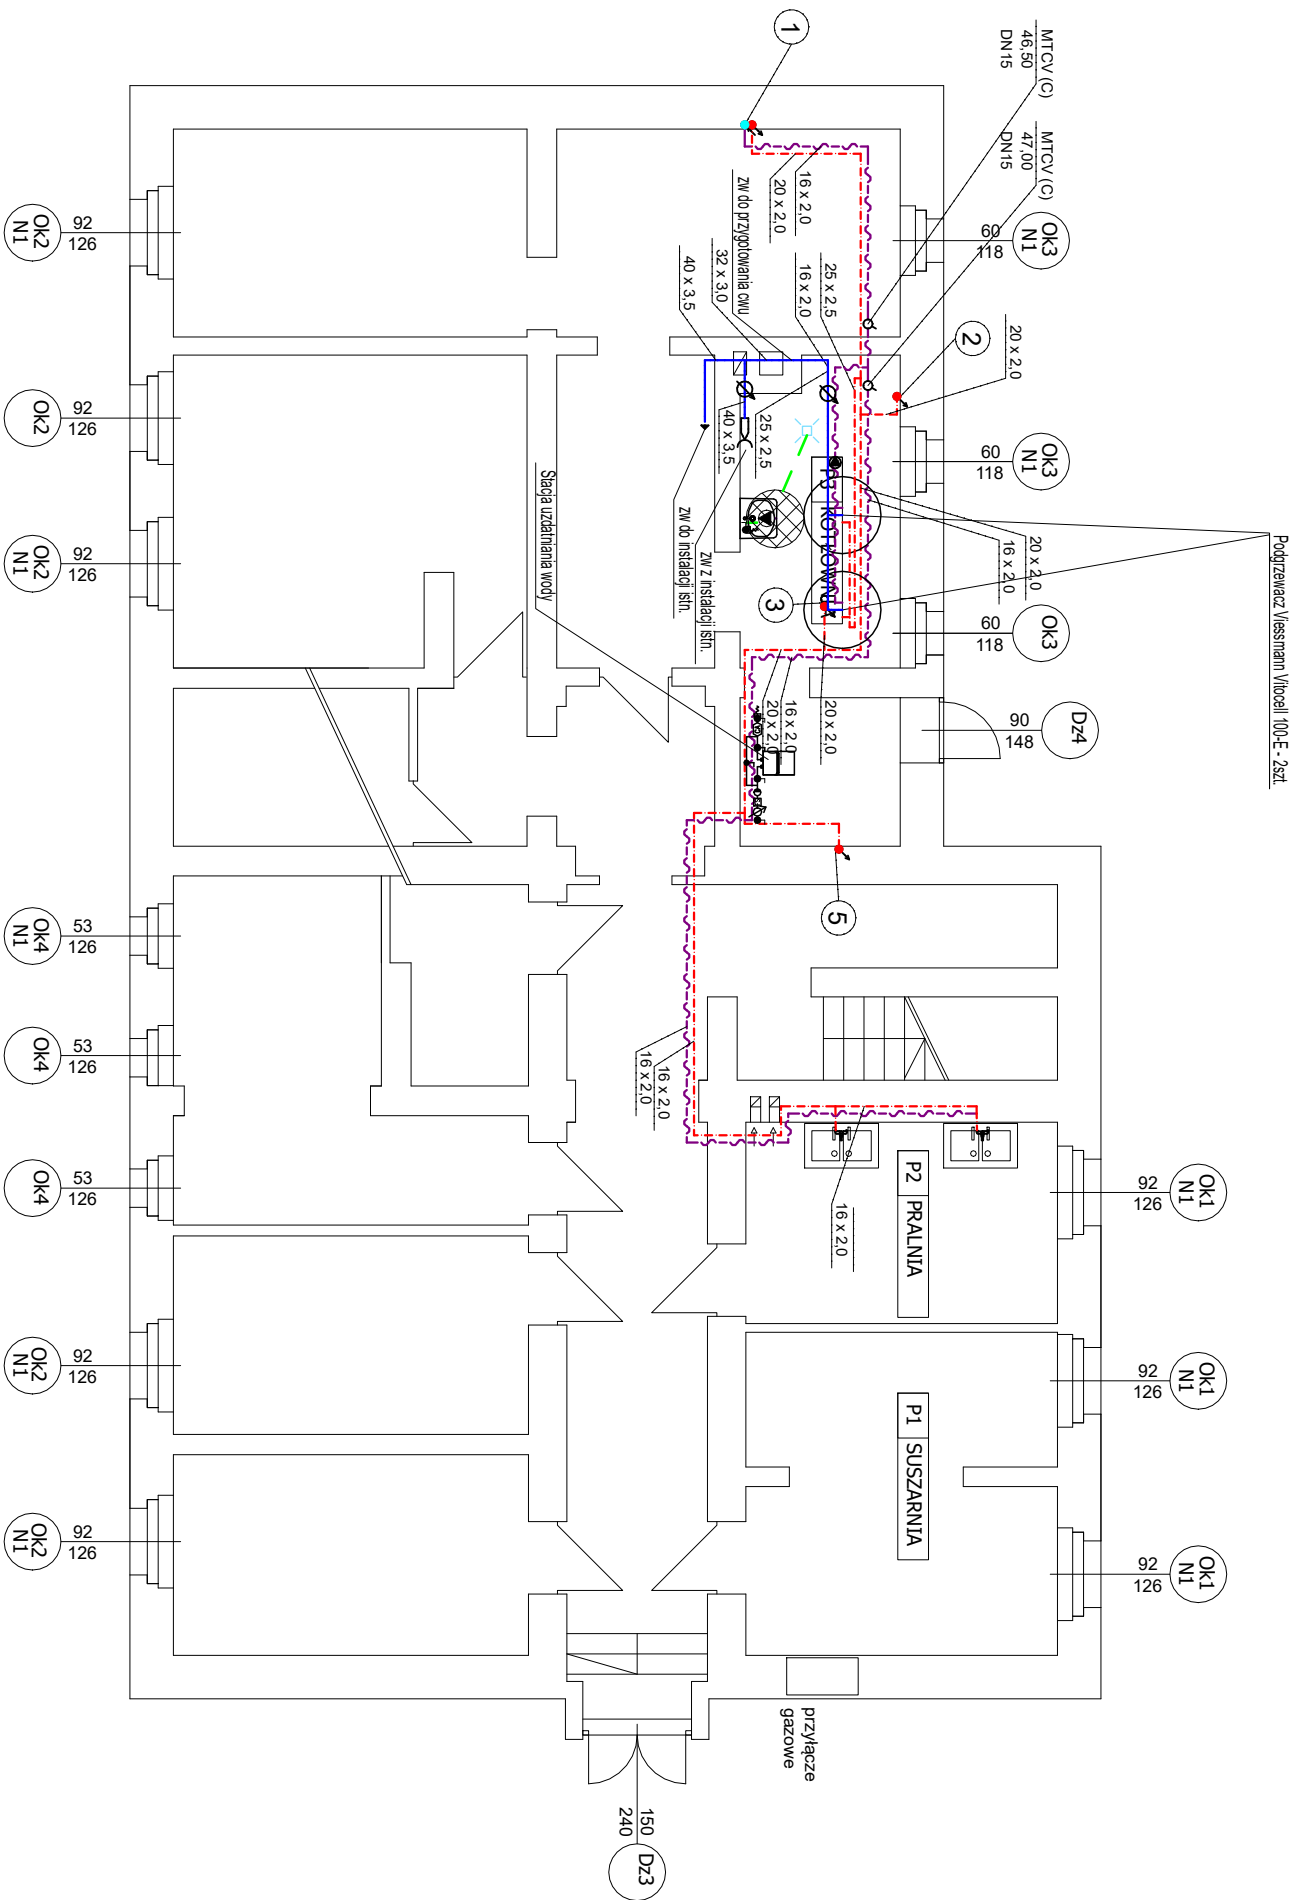 Podgrzewacz Viessmann Vitocell 100-E - 2szt.
MTCV (C)
46,50
DN15
MTCV (C)
47,00
DN15
1
2
3
5
Ok3
N1
60
118
Ok3
N1
60
118
Ok3
60
118
Dz4
90
148
Ok1
N1
92
126
Ok1
N1
92
126
Ok1
N1
92
126
20 x 2,0
20 x 2,0
16 x 2,0
16 x 2,0
20 x 2,0
25 x 2,5
16 x 2,0
zw do przygotowania cwu
32 x 3,0
40 x 3,5
25 x 2,5
40 x 3,5
P3 KOTŁOWNIA
zw z instalacji istn.
zw do instalacji istn.
Stacja uzdatniania wody
20 x 2,0
16 x 2,0
20 x 2,0
16 x 2,0
16 x 2,0
16 x 2,0
P2 PRALNIA
P1 SUSZARNIA
przyłącze
gazowe
150
240
Dz3
92
126
Ok2
N1
92
126
Ok2
92
126
Ok2
N1
53
126
Ok4
N1
53
126
Ok4
53
126
Ok4
92
126
Ok2
N1
92
126
Ok2
N1